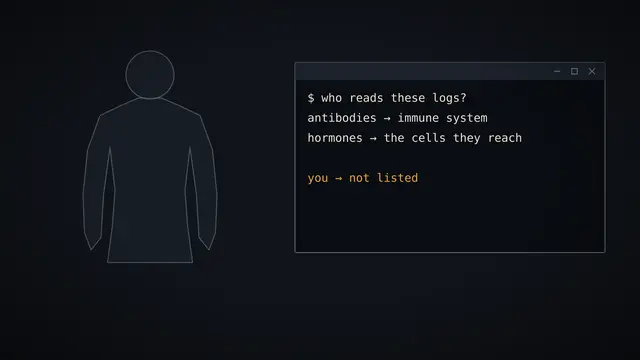 $ who reads these logs?
antibodies → immune system
hormones → the cells they reach
you → not listed